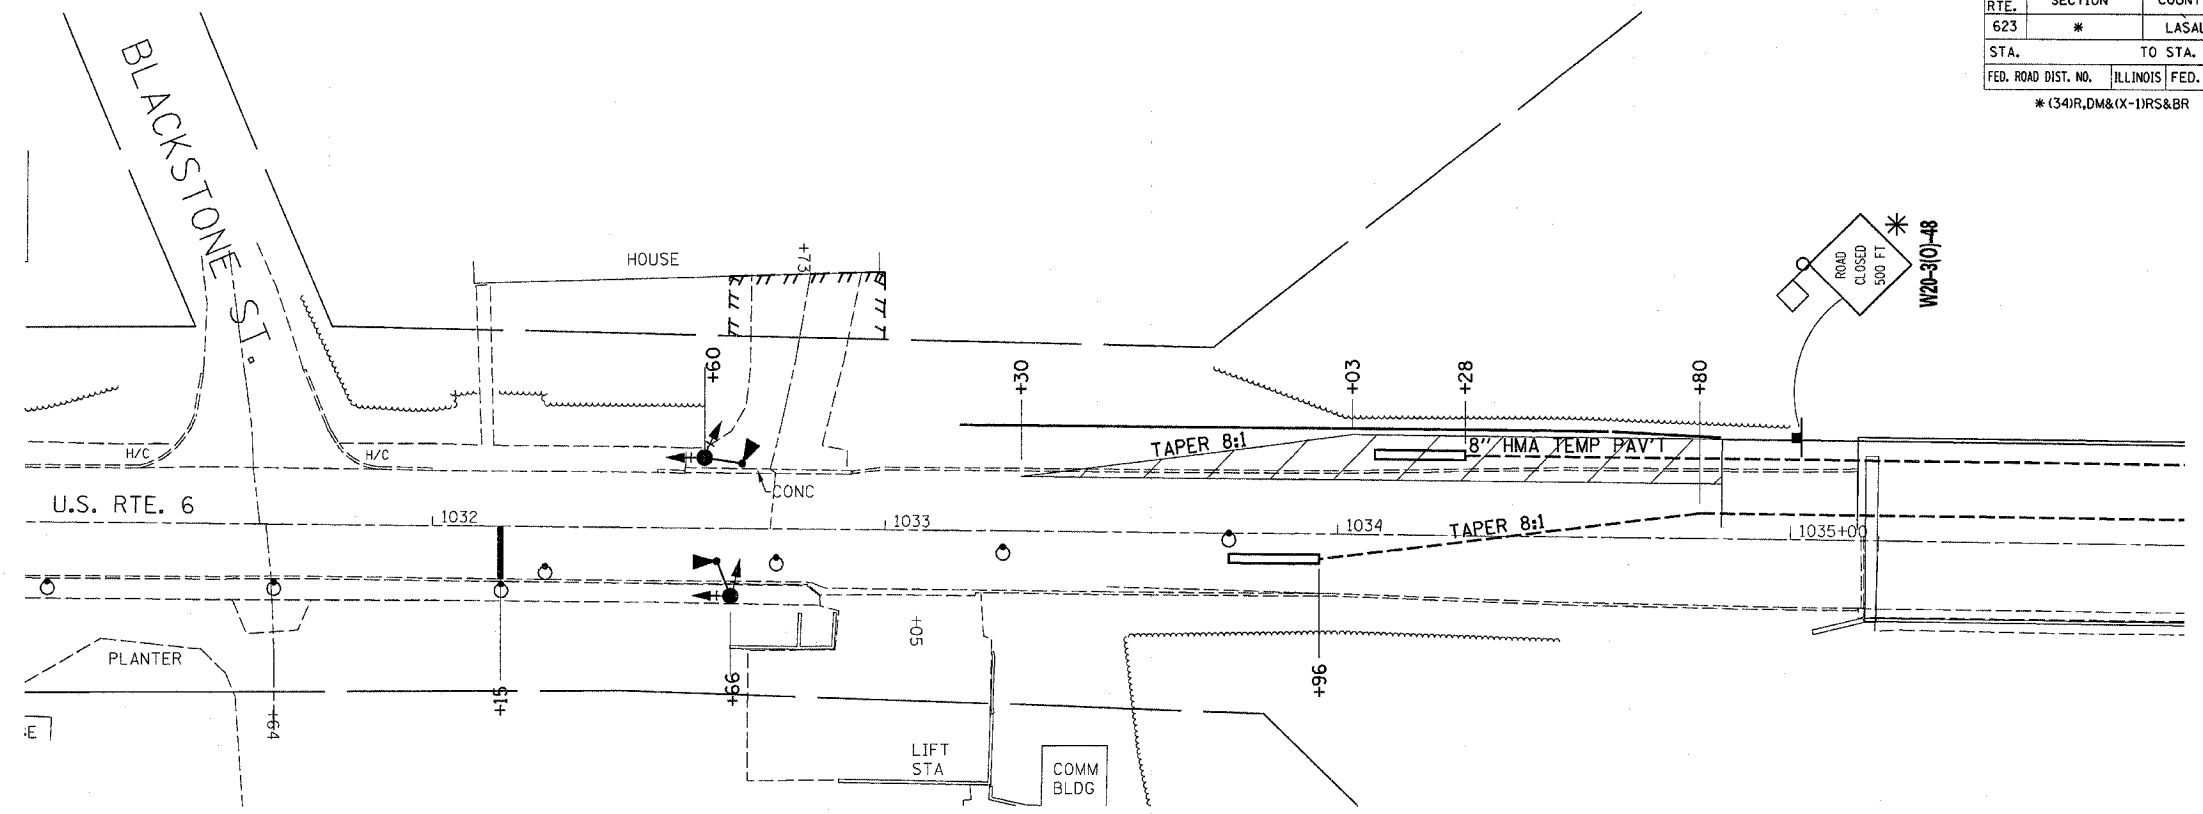 RTE.
SECTION
623
*
LASAL
STA.
TO STA.
FED. ROAD DIST. NO.
ILLINOIS
FED.
*(34)R,DM&(X-1)RS&BR
BLACKSTONE ST.
HOUSE
+73
ROAD
CLOSED
500 FT
*
W20-3(O)-48
+60
+30
+03
+28
+80
H/C
H/C
TAPER 8:1
8" HMA TEMP PAV'T
CONC
U.S. RTE. 6
1032
1033
1034
TAPER 8:1
1035+00
+05
PLANTER
+64
+15
+66
+96
LIFT
STA
COMM
BLDG